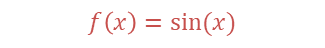 f(x) = sin(x)